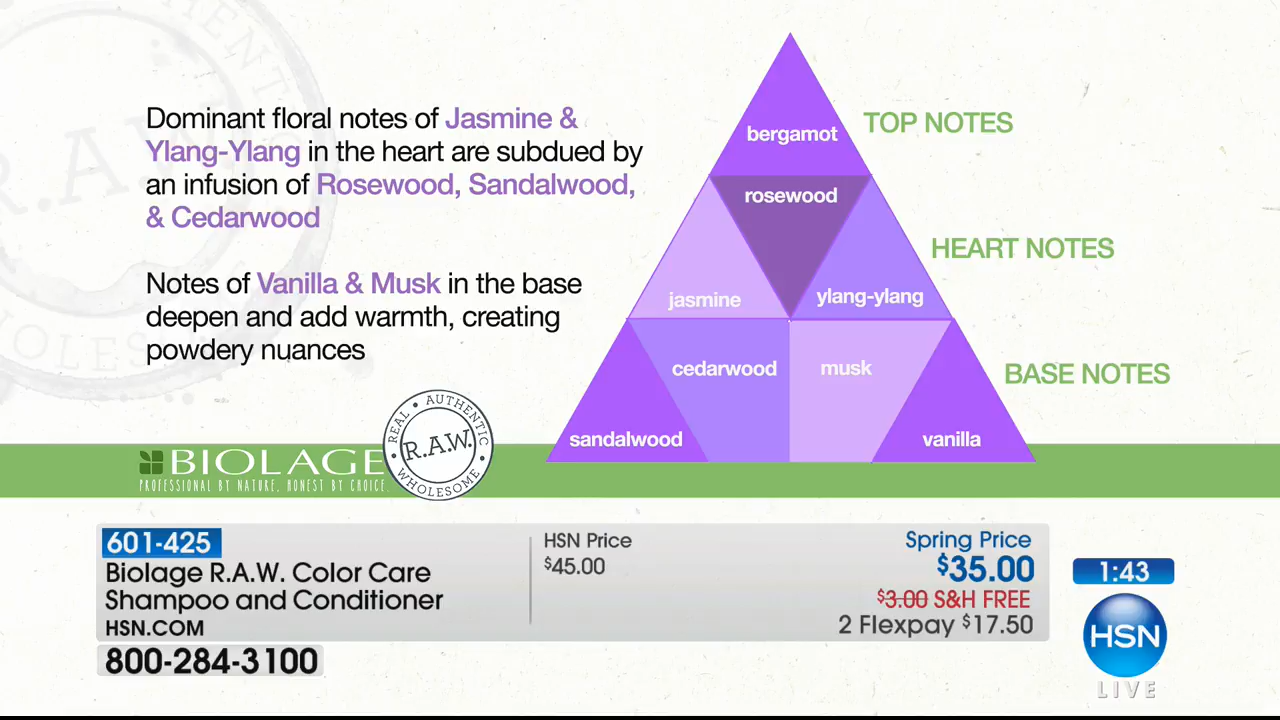 Dominant floral notes of Jasmine &
Ylang-Ylang in the heart are subdued by
an infusion of Rosewood, Sandalwood,
& Cedarwood
Notes of Vanilla & Musk in the base
deepen and add warmth, creating
powdery nuances
bergamot
TOP NOTES
rosewood
HEART NOTES
jasmine
ylang-ylang
cedarwood
musk
BASE NOTES
sandalwood
vanilla
BIOLAGE
PROFESSIONAL BY NATURE, HONEST BY CHOICE.
REAL • AUTHENTIC • WHOLESOME •
R.A.W.
601-425
Biolage R.A.W. Color Care
Shampoo and Conditioner
HSN.COM
800-284-3100
HSN Price
$45.00
Spring Price
$35.00
$3.00 S&H FREE
2 Flexpay $17.50
1:43
HSN
LIVE